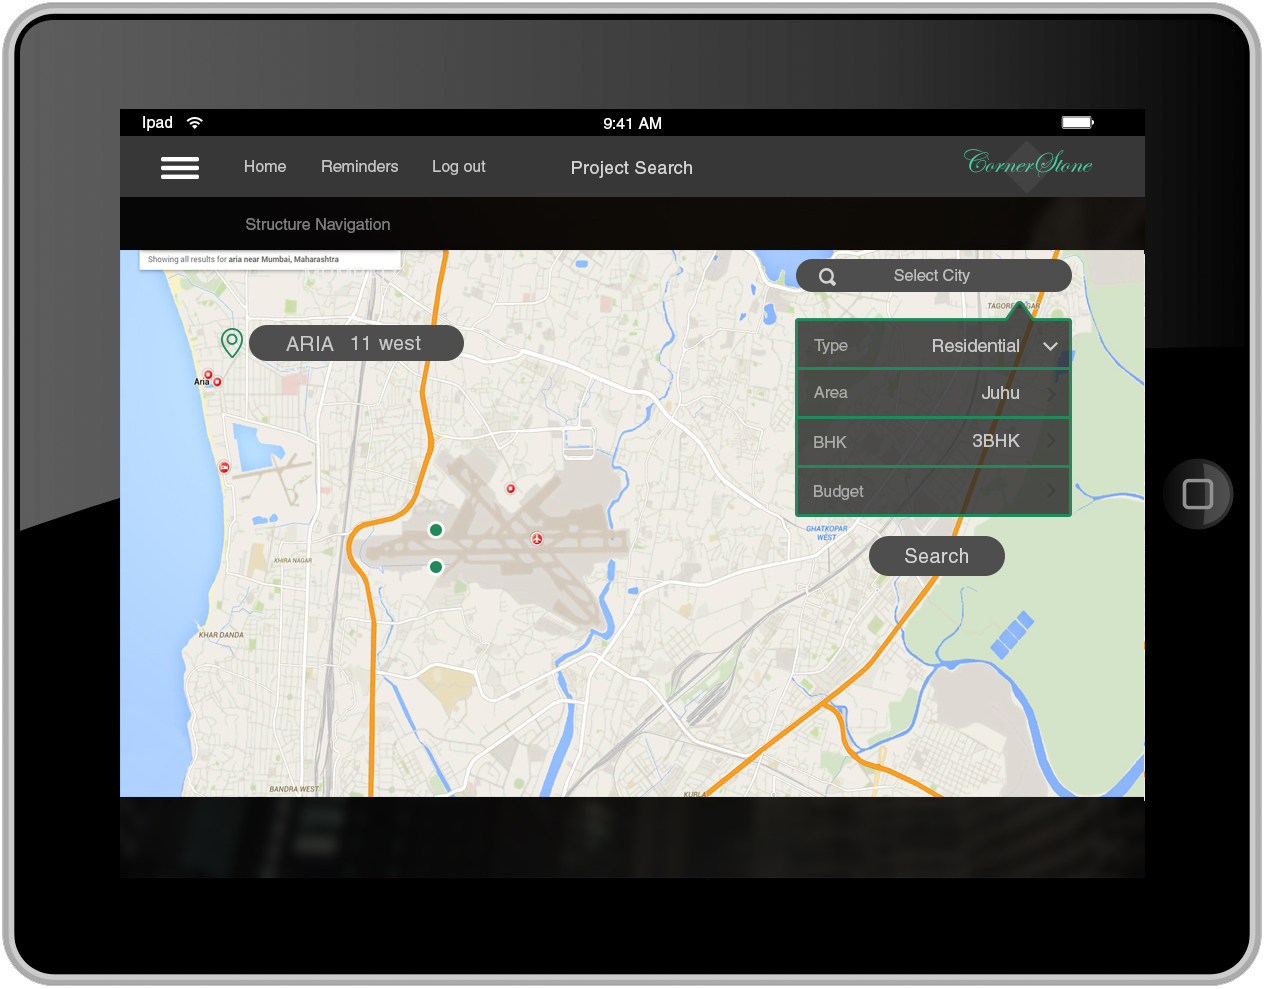 Ipad
9:41 AM
Home
Reminders
Log out
Project Search
CornerStone
Structure Navigation
Showing all results for aria near Mumbai, Maharashtra
Select City
ARIA 11 west
Type Residential
Area Juhu
BHK 3BHK
Budget
Search
Aria
GHATKOPAR
WEST
KHIRA NAGAR
KHAR DANDA
BANDRA WEST
KURLA